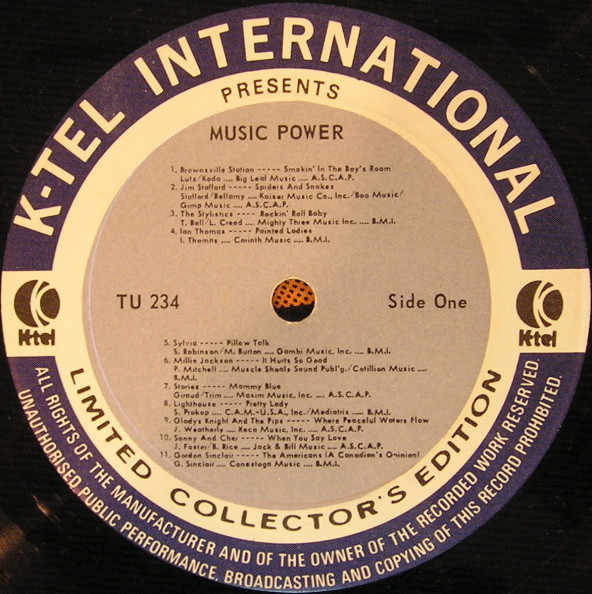 K-TEL INTERNATIONAL
PRESENTS
MUSIC POWER
1. Brownsville Station ----- Smokin' In The Boy's Room
Lutz/Koda .... Big Leaf Music .... A.S.C.A.P.
2. Jim Stafford ----- Spiders And Snakes
Stafford/Bellamy .... Kaiser Music Co., Inc./Boo Music/
Gimp Music .... A.S.C.A.P.
3. The Stylistics ---- Rockin' Roll Baby
T. Bell/L. Creed .... Mighty Three Music Inc. .... B.M.I.
4. Ian Thomas ----- Painted Ladies
I. Thomas .... Corinth Music .... B.M.I.
TU 234
Side One
K-tel
K-tel
5. Sylvia ----- Pillow Talk
S. Robinson/M. Burton .... Gambi Music, Inc. .... B.M.I.
6. Millie Jackson ----- It Hurts So Good
P. Mitchell .... Muscle Shoals Sound Publ'g./Cotillion Music ....
B.M.I.
7. Stories ----- Mammy Blue
Giraud/Trim .... Maxim Music, Inc. .... A.S.C.A.P.
8. Lighthouse ----- Pretty Lady
S. Prokop .... C.A.M.-U.S.A., Inc./Mediatrix .... B.M.I.
9. Gladys Knight And The Pips ----- Where Peaceful Waters Flow
J. Weatherly .... Keca Music, Inc. .... A.S.C.A.P.
10. Sonny And Cher ----- When You Say Love
J. Foster/B. Rice .... Jack & Bill Music .... A.S.C.A.P.
11. Gordon Sinclair ---- The Americans (A Canadian's Opinion)
G. Sinclair .... Conestoga Music .... B.M.I.
LIMITED COLLECTOR'S EDITION
ALL RIGHTS OF THE MANUFACTURER AND OF THE OWNER OF THE RECORDED WORK RESERVED.
UNAUTHORISED PUBLIC PERFORMANCE, BROADCASTING AND COPYING OF THIS RECORD PROHIBITED.